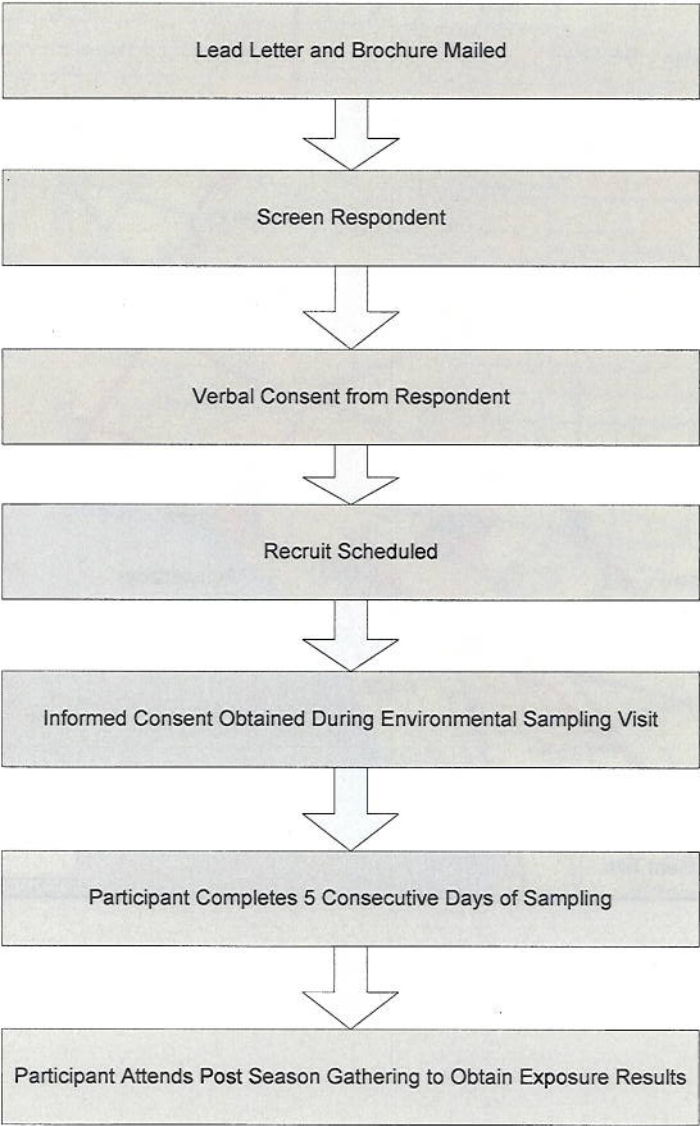 Lead Letter and Brochure Mailed
Screen Respondent
Verbal Consent from Respondent
Recruit Scheduled
Informed Consent Obtained During Environmental Sampling Visit
Participant Completes 5 Consecutive Days of Sampling
Participant Attends Post Season Gathering to Obtain Exposure Results